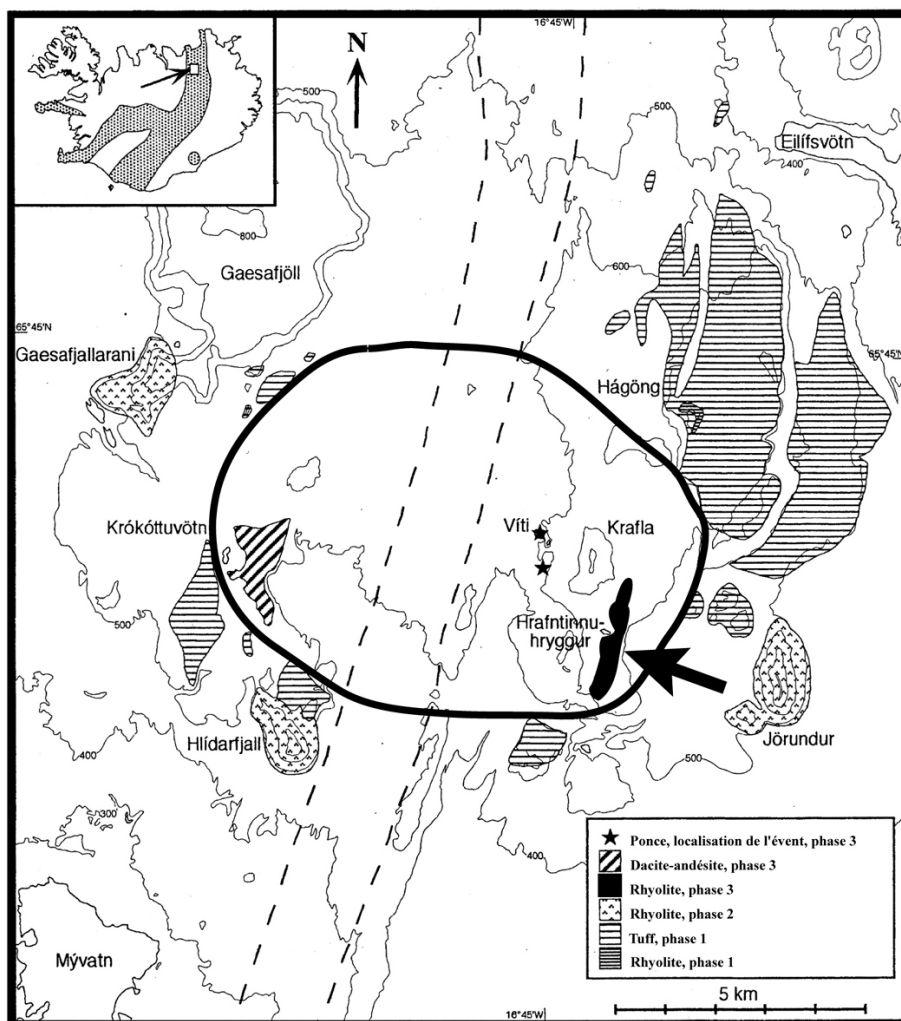 16°45'W
N
500
500
Eilífsvötn
400
800
600
Gaesafjöll
65°45'N
Gaesafjallarani
65°45'N
Hágöng
Krókóttuvötn
Víti
Krafla
500
Hrafntinnu-
hryggur
Hlídarfjall
Jörundur
400
500
300
400
Mývatn
Ponce, localisation de l'évent, phase 3
Dacite-andésite, phase 3
Rhyolite, phase 3
Rhyolite, phase 2
Tuff, phase 1
Rhyolite, phase 1
5 km
16°45'W